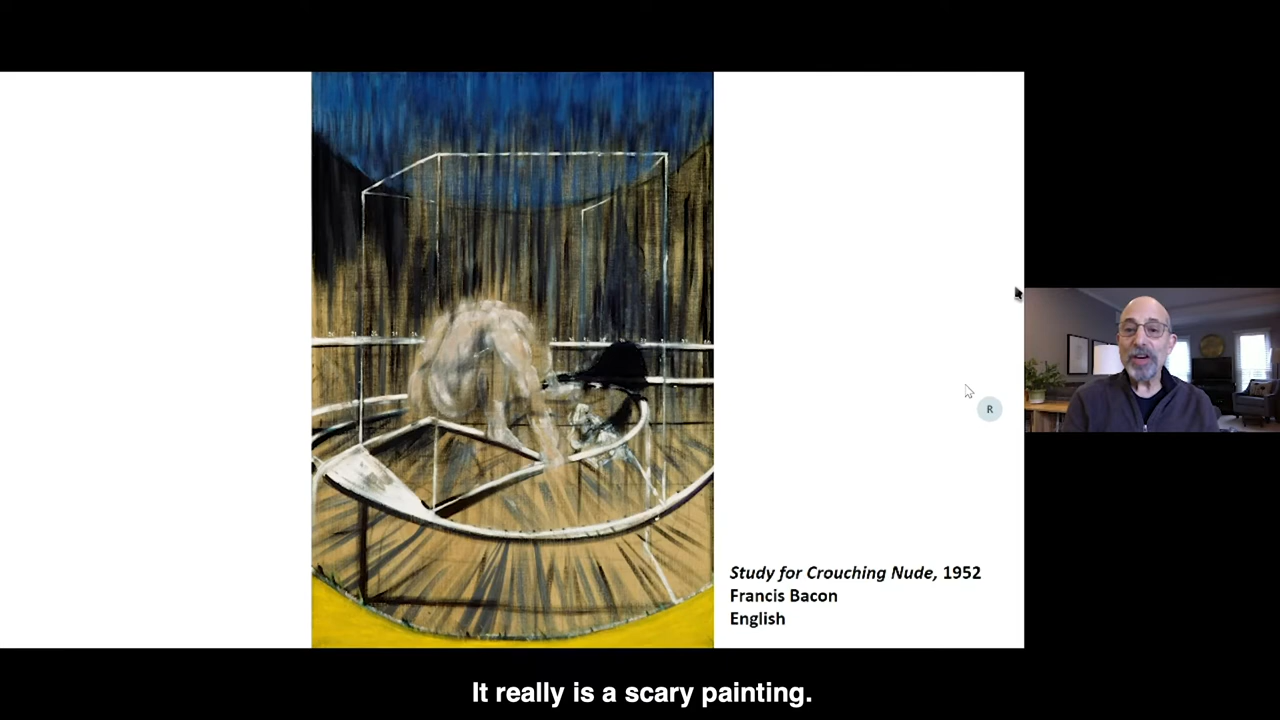 R
Study for Crouching Nude, 1952
Francis Bacon
English
It really is a scary painting.